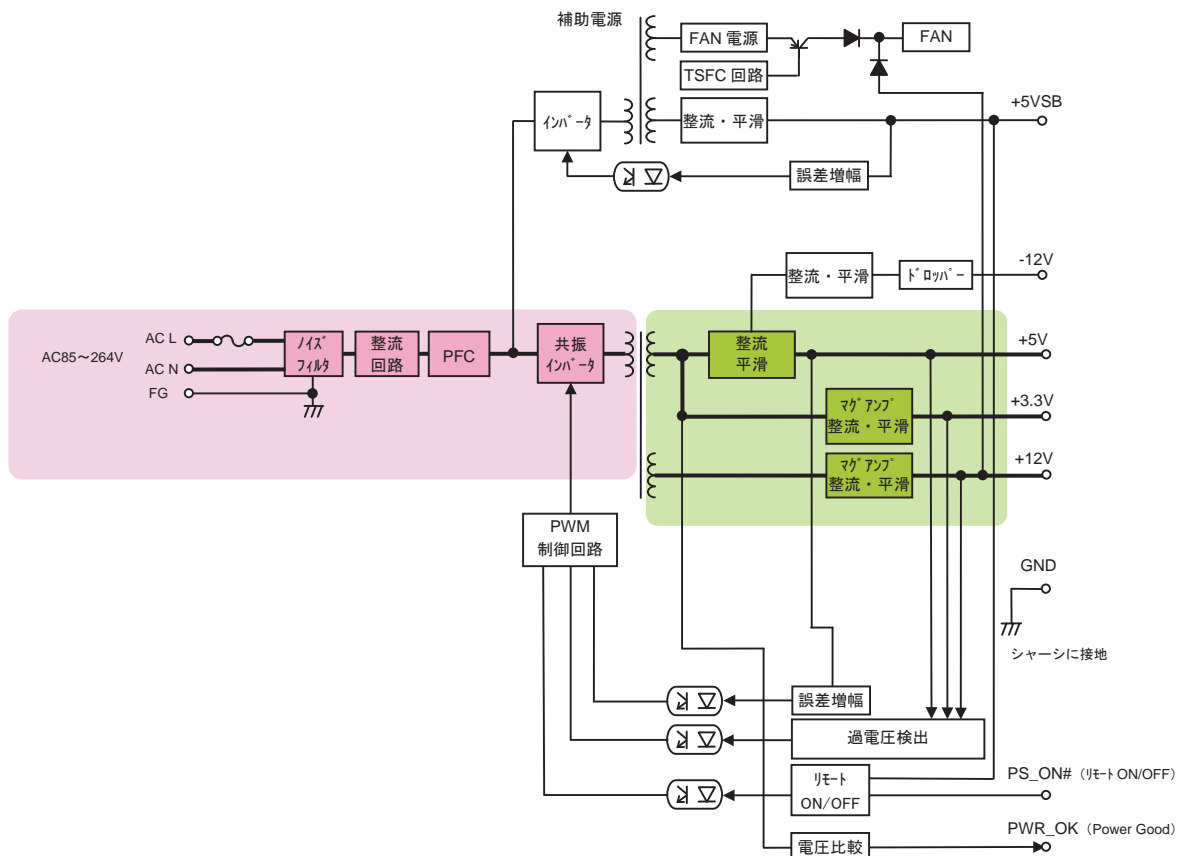 補助電源
FAN 電源
FAN
TSFC 回路
+5VSB
ｲﾝﾊﾞｰﾀ
整流・平滑
誤差増幅
-12V
整流・平滑
ﾄﾞﾛｯﾊﾟｰ
AC85～264V
AC L
AC N
FG
ﾉｲｽﾞ
ﾌｨﾙﾀ
整流
回路
PFC
共振
ｲﾝﾊﾞｰﾀ
整流
平滑
+5V
ﾏｸﾞｱﾝﾌﾟ
整流・平滑
+3.3V
ﾏｸﾞｱﾝﾌﾟ
整流・平滑
+12V
PWM
制御回路
GND
シャーシに接地
誤差増幅
過電圧検出
ﾘﾓｰﾄ
ON/OFF
PS_ON#（ﾘﾓｰﾄ ON/OFF）
電圧比較
PWR_OK（Power Good）